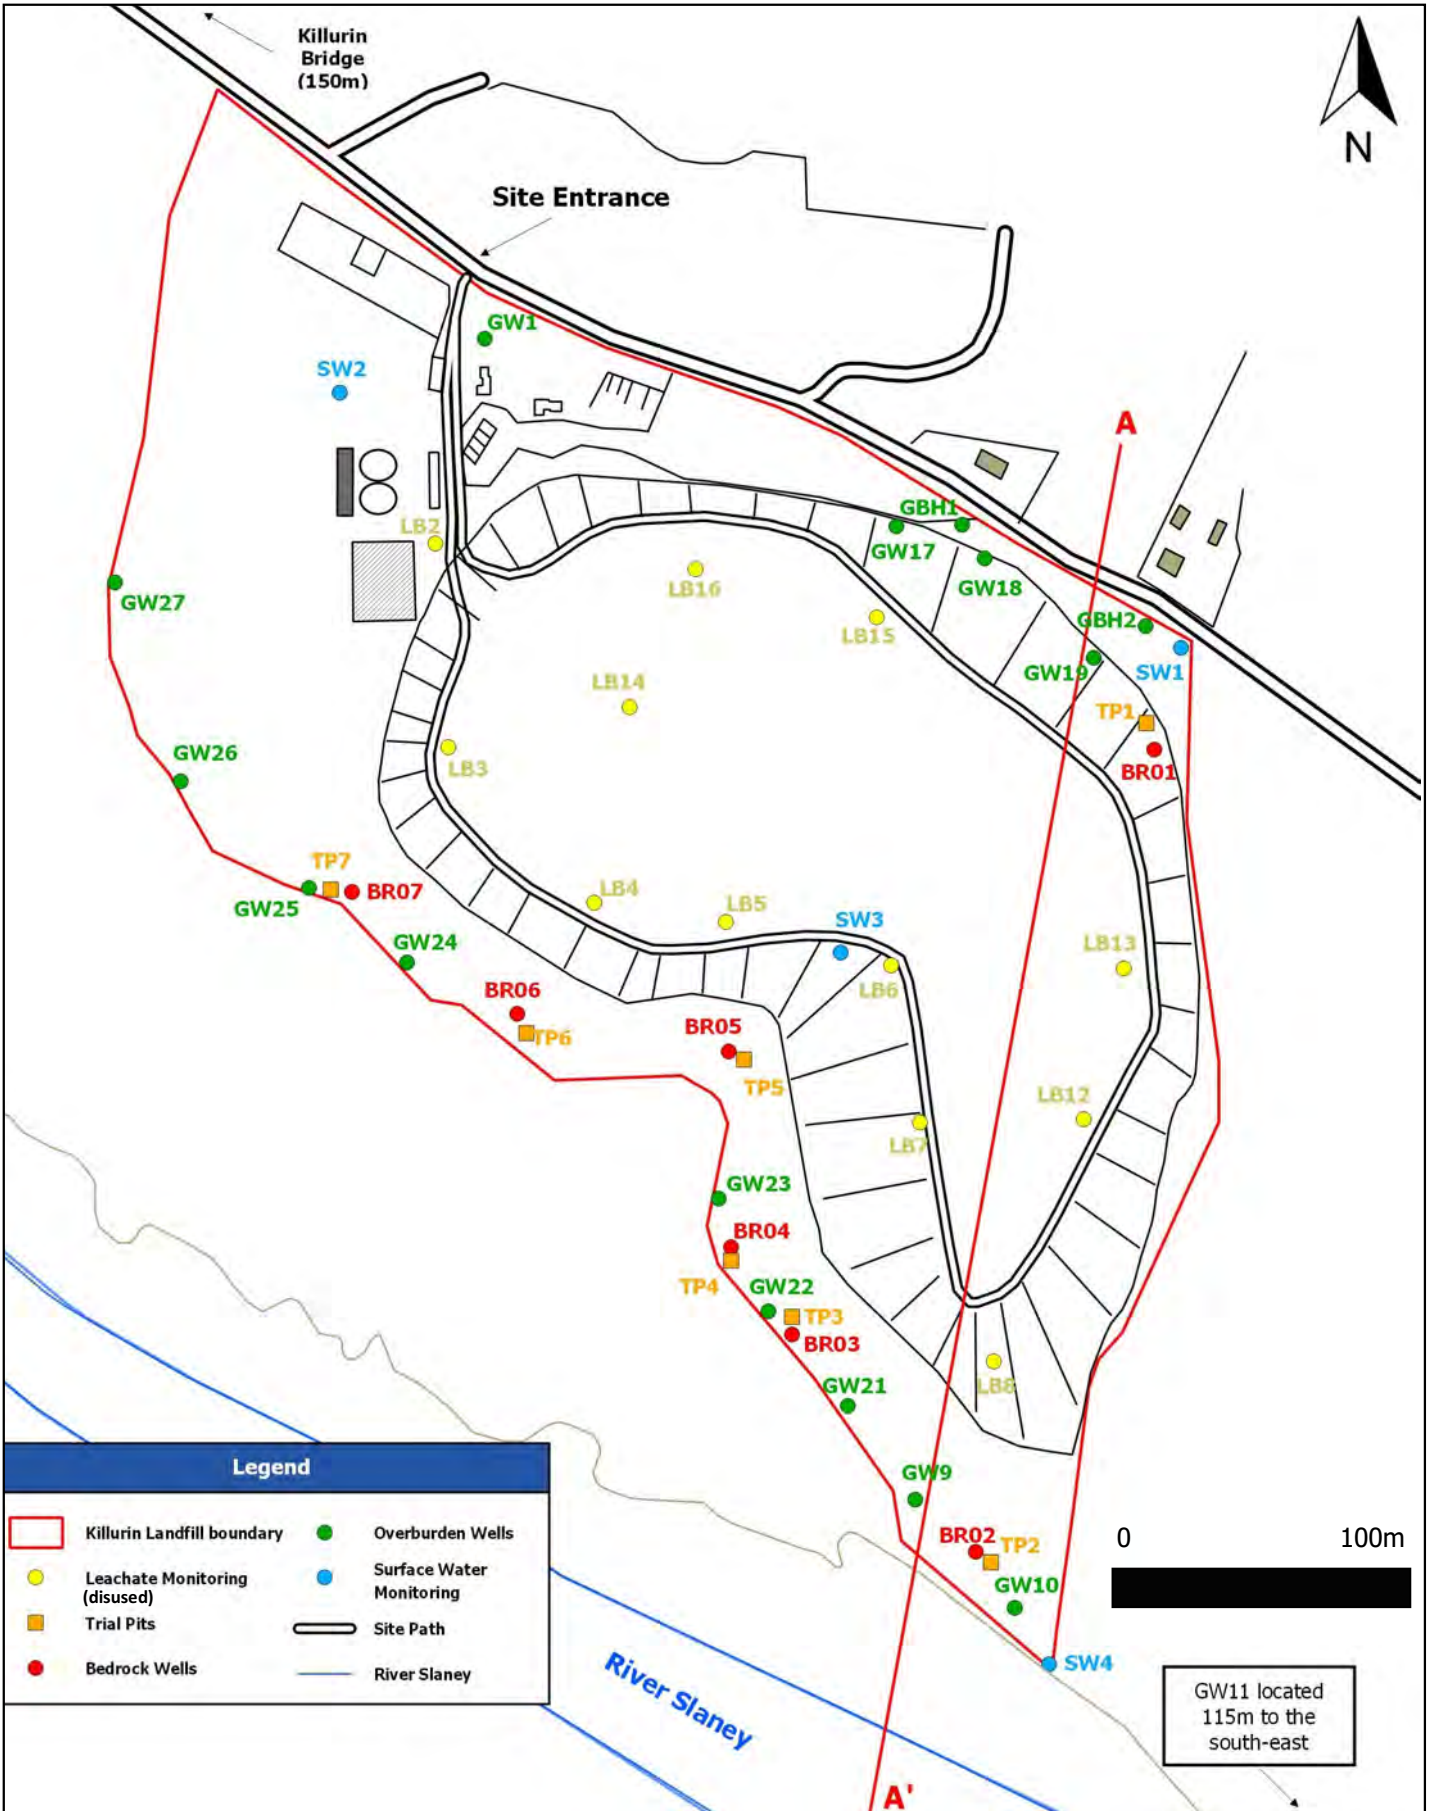 Killurin
Bridge
(150m)
N
Site Entrance
GW1
SW2
A
GBH1
LB2
GW17
LB16
GW18
GW27
GBH2
LB15
GW19
SW1
LB14
TP1
GW26
LB3
BR01
TP7
BR07
LB4
LB5
GW25
SW3
GW24
LB13
BR06
LB6
BR05
TP6
TP5
LB12
LB7
GW23
BR04
TP4
GW22
TP3
BR03
GW21
LB8
GW9
BR02
TP2
GW10
0 100m
SW4
River Slaney
GW11 located
115m to the
south-east
A'
Legend
Killurin Landfill boundary
Overburden Wells
Leachate Monitoring
(disused)
Surface Water
Monitoring
Trial Pits
Site Path
Bedrock Wells
River Slaney